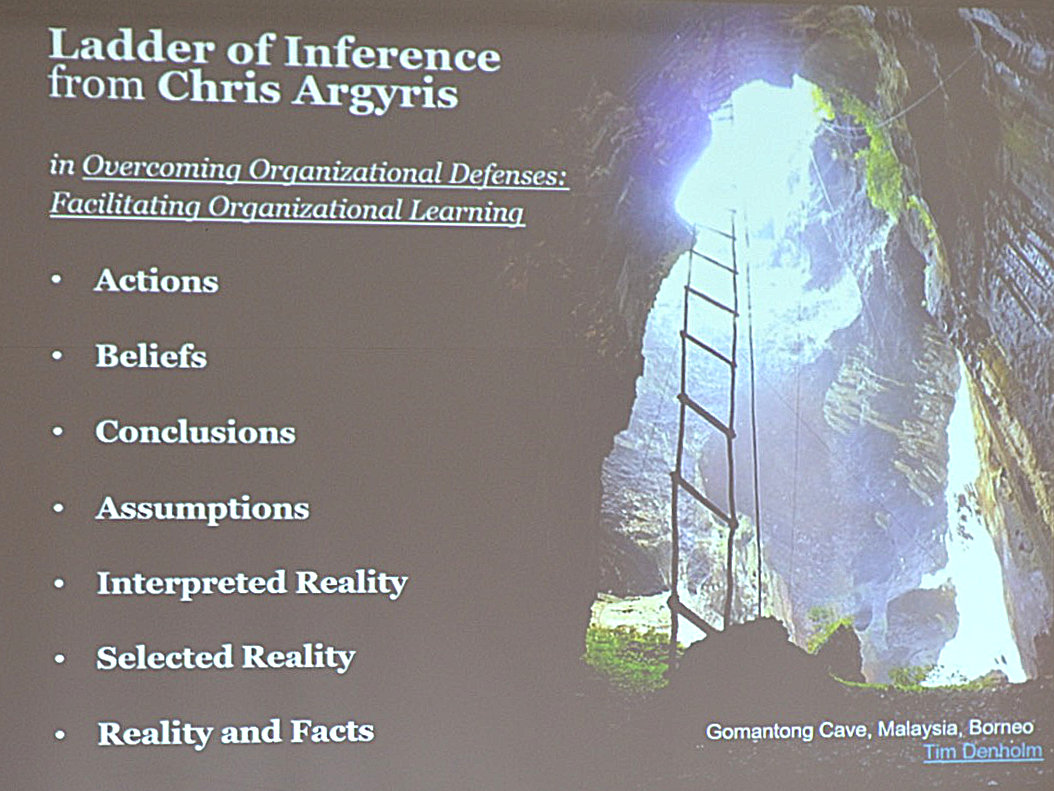 Ladder of Inference
from Chris Argyris
in Overcoming Organizational Defenses:
Facilitating Organizational Learning
• Actions
• Beliefs
• Conclusions
• Assumptions
• Interpreted Reality
• Selected Reality
• Reality and Facts
Gomantong Cave, Malaysia, Borneo
Tim Denholm